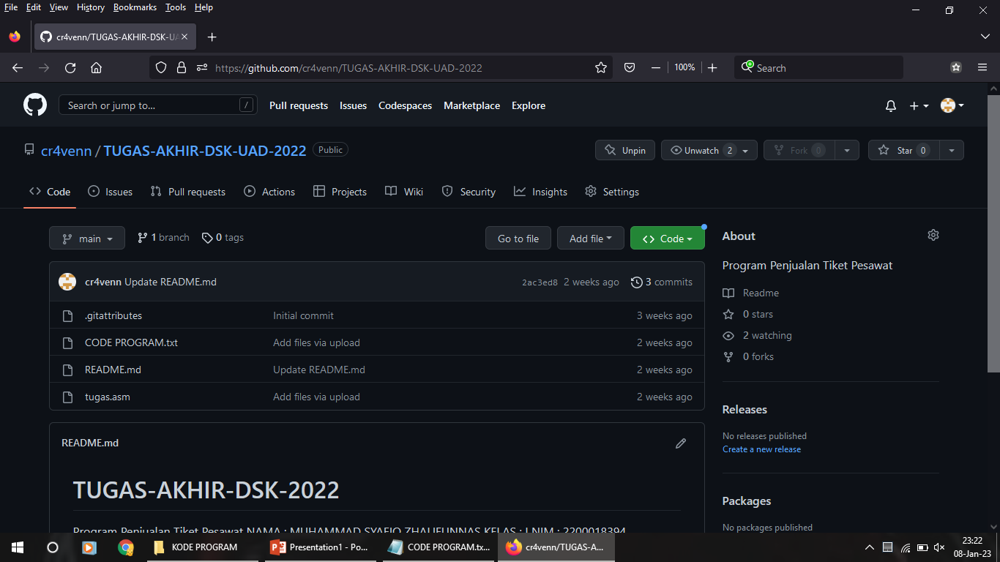 File Edit View History Bookmarks Tools Help
cr4venn/TUGAS-AKHIR-DSK-UA
https://github.com/cr4venn/TUGAS-AKHIR-DSK-UAD-2022 100% Search
Search or jump to... / Pull requests Issues Codespaces Marketplace Explore
cr4venn / TUGAS-AKHIR-DSK-UAD-2022 Public Unpin Unwatch 2 Fork 0 Star 0
Code Issues Pull requests Actions Projects Wiki Security Insights Settings
main 1 branch 0 tags Go to file Add file Code
cr4venn Update README.md 2ac3ed8 2 weeks ago 3 commits
.gitattributes Initial commit 3 weeks ago
CODE PROGRAM.txt Add files via upload 2 weeks ago
README.md Update README.md 2 weeks ago
tugas.asm Add files via upload 2 weeks ago
README.md
TUGAS-AKHIR-DSK-2022
Program Penjualan Tiket Pesawat NAMA : MUHAMMAD SYAFIQ ZHALIFUNNAS KELAS : I NIM : 2200018394
About
Program Penjualan Tiket Pesawat
Readme
0 stars
2 watching
0 forks
Releases
No releases published
Create a new release
Packages
No packages published
KODE PROGRAM Presentation1 - Po... CODE PROGRAM.tx... cr4venn/TUGAS-A... 23:22
08-Jan-23